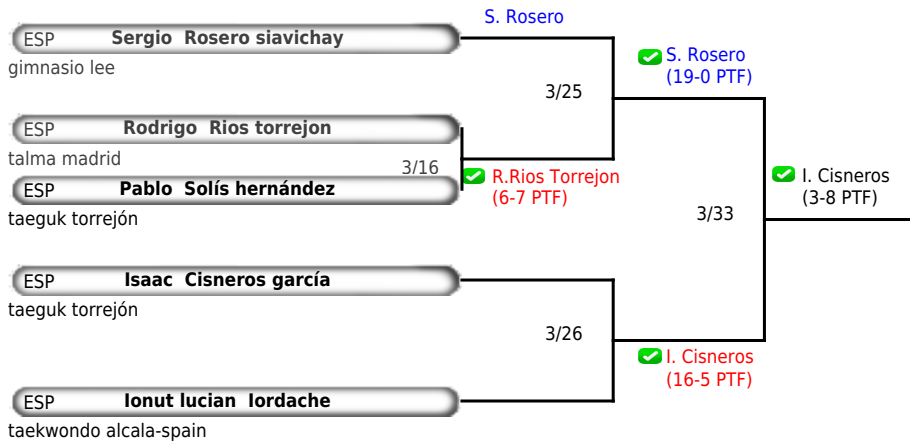 S. Rosero
ESP Sergio Rosero siavichay
gimnasio lee
S. Rosero
(19-0 PTF)
3/25
ESP Rodrigo Rios torrejon
talma madrid
3/16
R.Rios Torrejon
(6-7 PTF)
ESP Pablo Solís hernández
taeguk torrejón
I. Cisneros
(3-8 PTF)
3/33
ESP Isaac Cisneros garcía
taeguk torrejón
3/26
I. Cisneros
(16-5 PTF)
ESP Ionut lucian Iordache
taekwondo alcala-spain